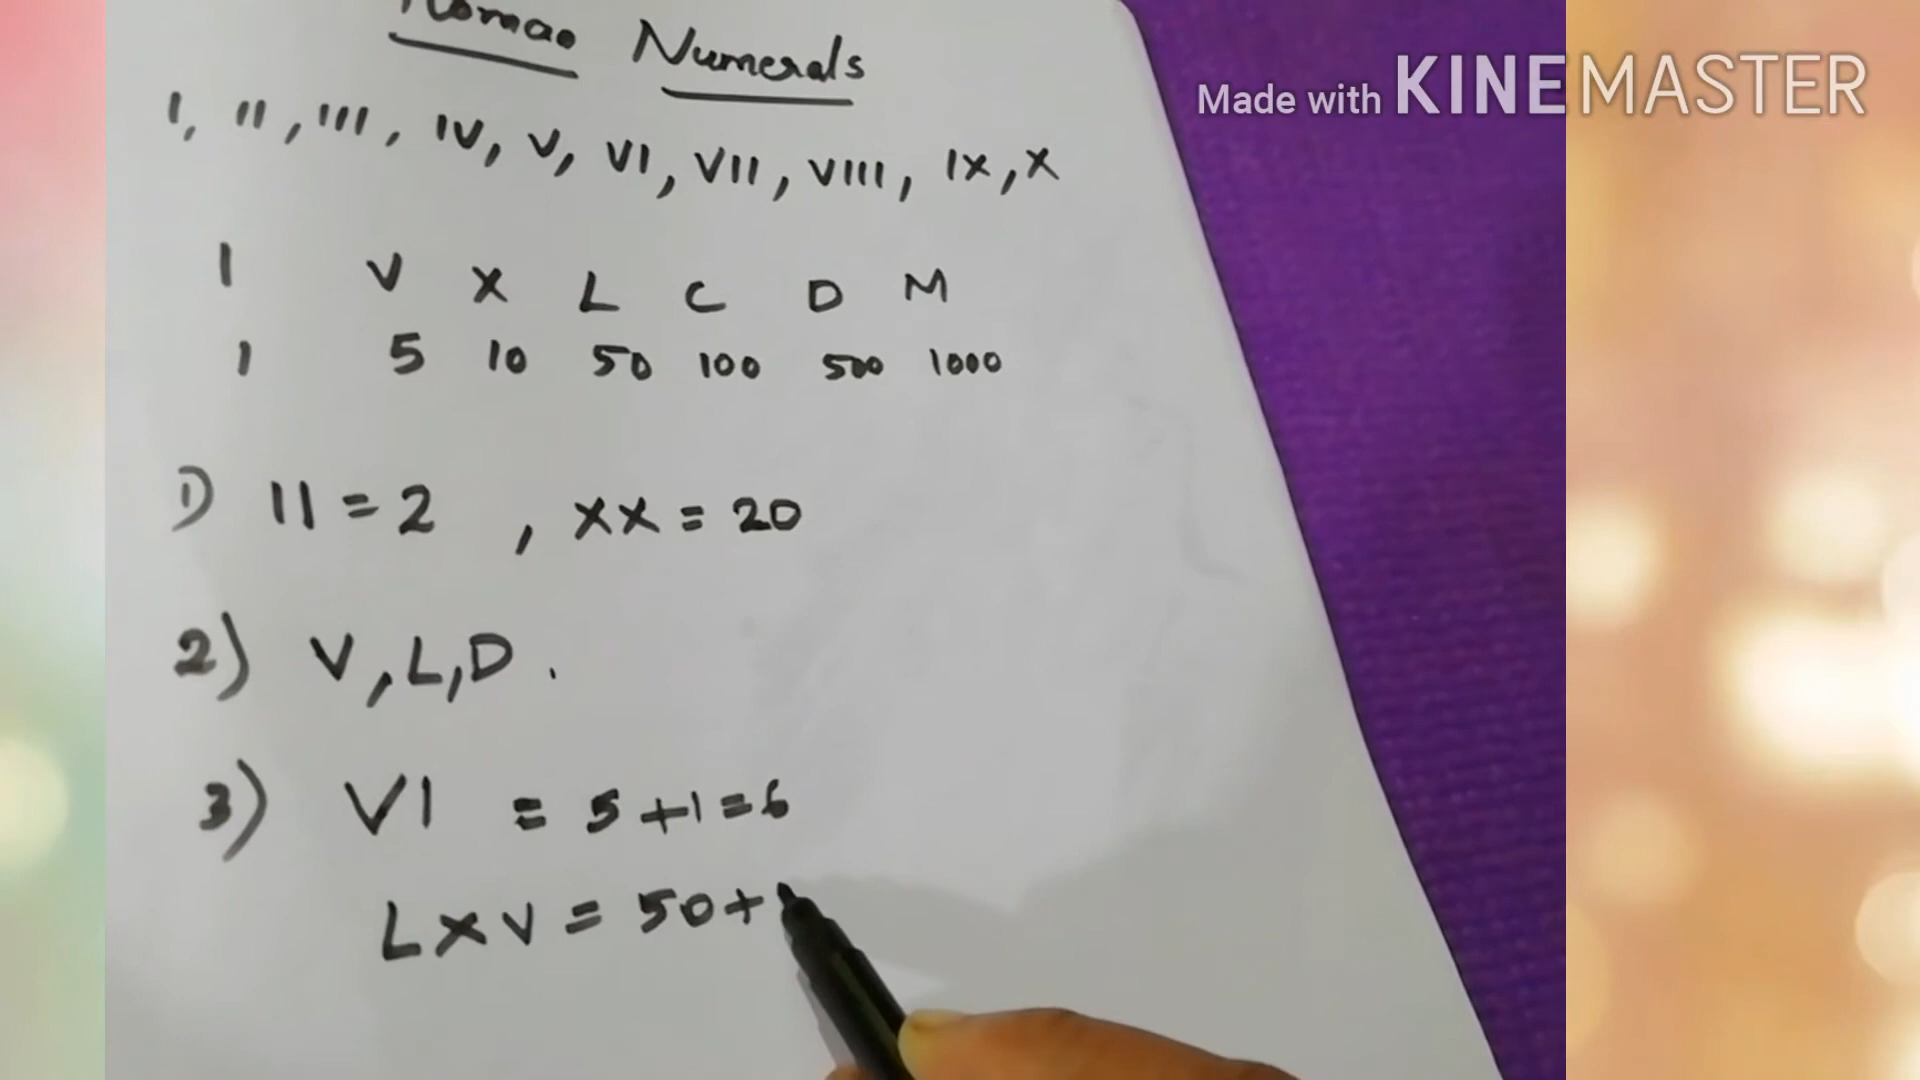 Roman Numerals
Made with KINEMASTER
I, II, III, IV, V, VI, VII, VIII, IX, X
I V X L C D M
1 5 10 50 100 500 1000
1) II = 2 , XX = 20
2) V, L, D .
3) VI = 5 + 1 = 6
LXV = 50 +